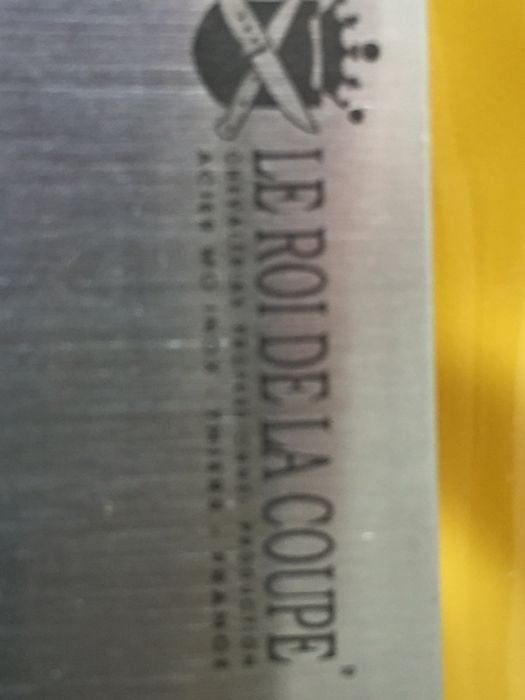 LE ROI DE LA COUPE'
PRODUCTION
ACIER MO INOX THIERS FRANCE